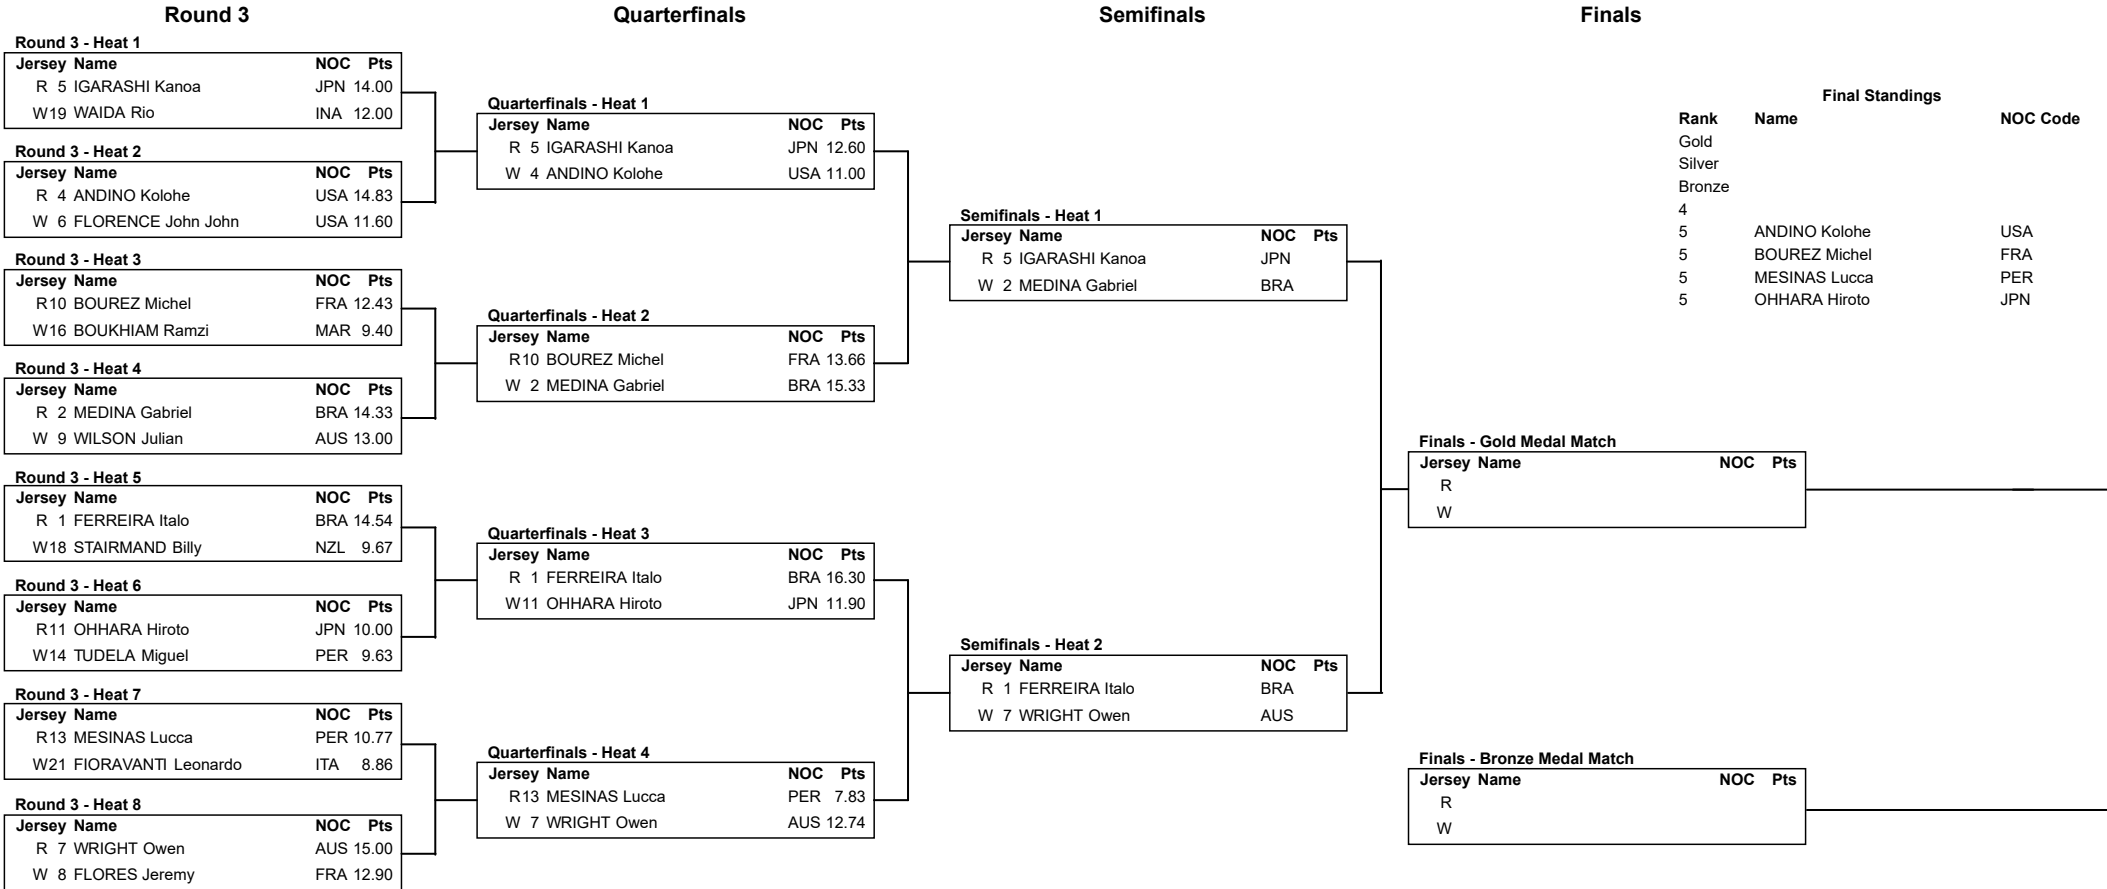 Round 3 Quarterfinals Semifinals Finals
Round 3 - Heat 1
Jersey Name NOC Pts
R 5 IGARASHI Kanoa JPN 14.00
W19 WAIDA Rio INA 12.00
Round 3 - Heat 2
Jersey Name NOC Pts
R 4 ANDINO Kolohe USA 14.83
W 6 FLORENCE John John USA 11.60
Round 3 - Heat 3
Jersey Name NOC Pts
R10 BOUREZ Michel FRA 12.43
W16 BOUKHIAM Ramzi MAR 9.40
Round 3 - Heat 4
Jersey Name NOC Pts
R 2 MEDINA Gabriel BRA 14.33
W 9 WILSON Julian AUS 13.00
Round 3 - Heat 5
Jersey Name NOC Pts
R 1 FERREIRA Italo BRA 14.54
W18 STAIRMAND Billy NZL 9.67
Round 3 - Heat 6
Jersey Name NOC Pts
R11 OHHARA Hiroto JPN 10.00
W14 TUDELA Miguel PER 9.63
Round 3 - Heat 7
Jersey Name NOC Pts
R13 MESINAS Lucca PER 10.77
W21 FIORAVANTI Leonardo ITA 8.86
Round 3 - Heat 8
Jersey Name NOC Pts
R 7 WRIGHT Owen AUS 15.00
W 8 FLORES Jeremy FRA 12.90
Quarterfinals - Heat 1
Jersey Name NOC Pts
R 5 IGARASHI Kanoa JPN 12.60
W 4 ANDINO Kolohe USA 11.00
Quarterfinals - Heat 2
Jersey Name NOC Pts
R10 BOUREZ Michel FRA 13.66
W 2 MEDINA Gabriel BRA 15.33
Quarterfinals - Heat 3
Jersey Name NOC Pts
R 1 FERREIRA Italo BRA 16.30
W11 OHHARA Hiroto JPN 11.90
Quarterfinals - Heat 4
Jersey Name NOC Pts
R13 MESINAS Lucca PER 7.83
W 7 WRIGHT Owen AUS 12.74
Semifinals - Heat 1
Jersey Name NOC Pts
R 5 IGARASHI Kanoa JPN
W 2 MEDINA Gabriel BRA
Semifinals - Heat 2
Jersey Name NOC Pts
R 1 FERREIRA Italo BRA
W 7 WRIGHT Owen AUS
Finals - Gold Medal Match
Jersey Name NOC Pts
R
W
Finals - Bronze Medal Match
Jersey Name NOC Pts
R
W
Final Standings
Rank Name NOC Code
Gold
Silver
Bronze
4
5 ANDINO Kolohe USA
5 BOUREZ Michel FRA
5 MESINAS Lucca PER
5 OHHARA Hiroto JPN